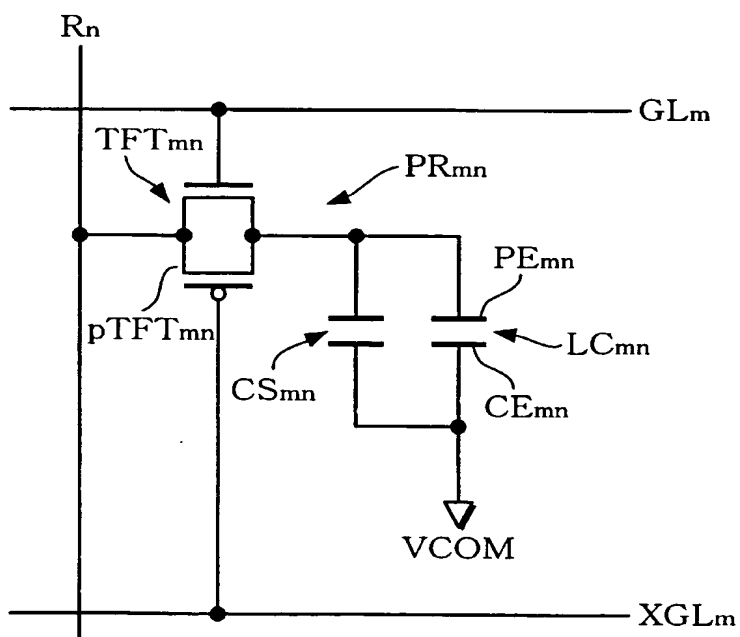 Rn
GLm
TFTmn
PRmn
PEmn
pTFTmn
LCmn
CSmn
CEmn
VCOM
XGLm